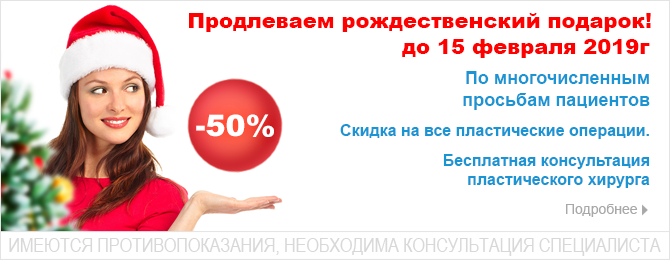 Продлеваем рождественский подарок!
до 15 февраля 2019г
По многочисленным
просьбам пациентов
-50%
Скидка на все пластические операции.
Бесплатная консультация
пластического хирурга
Подробнее
ИМЕЮТСЯ ПРОТИВОПОКАЗАНИЯ, НЕОБХОДИМА КОНСУЛЬТАЦИЯ СПЕЦИАЛИСТА